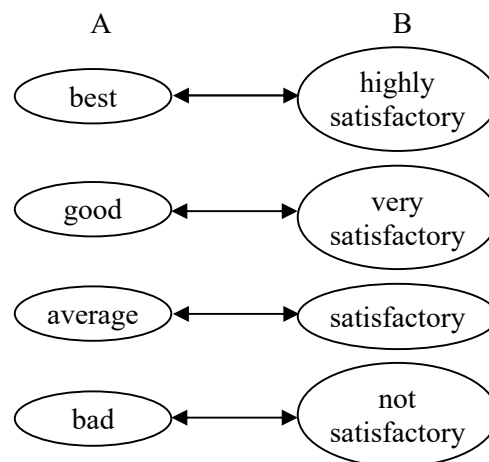 A B
best
highly
satisfactory
good
very
satisfactory
average
satisfactory
bad
not
satisfactory